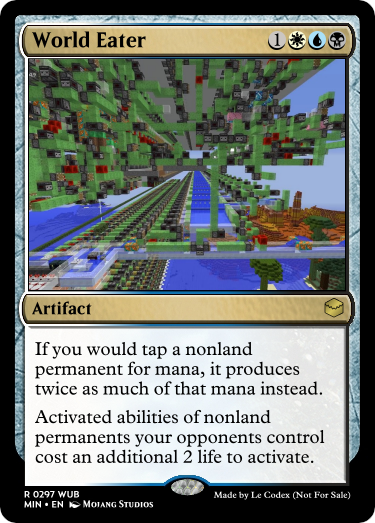 World Eater 1
Artifact
If you would tap a nonland
permanent for mana, it produces
twice as much of that mana instead.
Activated abilities of nonland
permanents your opponents control
cost an additional 2 life to activate.
R 0297 WUB
MIN • EN Mojang Studios
Made by Le Codex (Not For Sale)